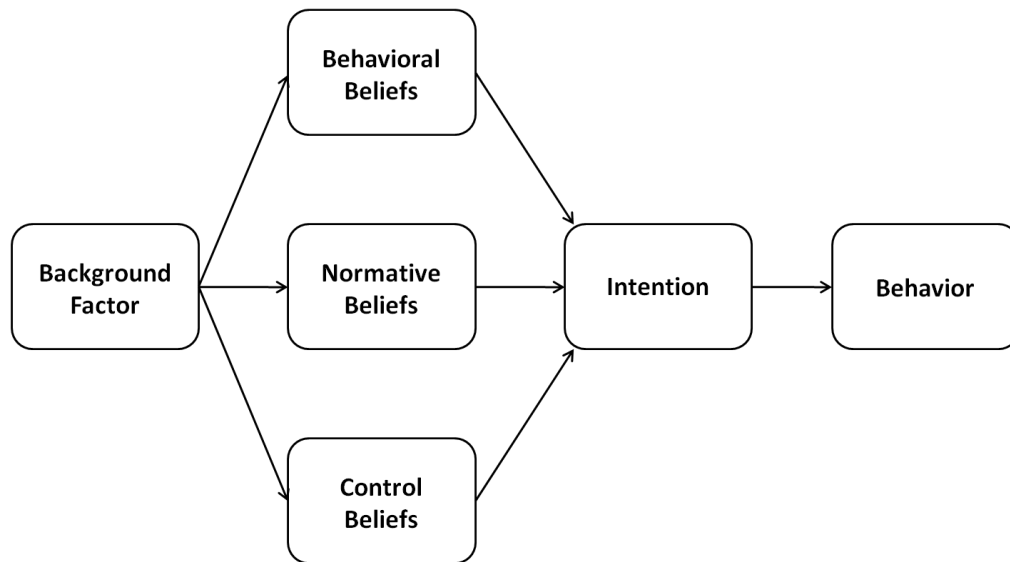 Behavioral
Beliefs
Background
Factor
Normative
Beliefs
Intention
Behavior
Control
Beliefs